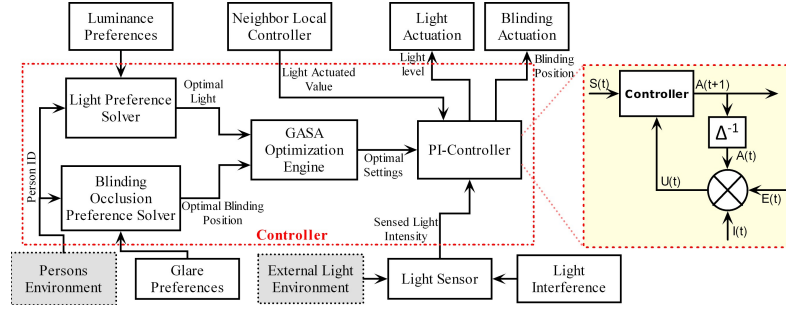 Luminance
Preferences
Neighbor Local
Controller
Light
Actuation
Blinding
Actuation
Light
level
Blinding
Position
Light Actuated
Value
Light Preference
Solver
Optimal
Light
GASA
Optimization
Engine
Optimal
Settings
PI-Controller
Person ID
Blinding
Occlusion
Preference Solver
Optimal Blinding
Position
Sensed Light
Intensity
Controller
Persons
Environment
Glare
Preferences
External Light
Environment
Light Sensor
Light
Interference
S(t)
Controller
A(t+1)
Δ-1
A(t)
U(t)
E(t)
I(t)